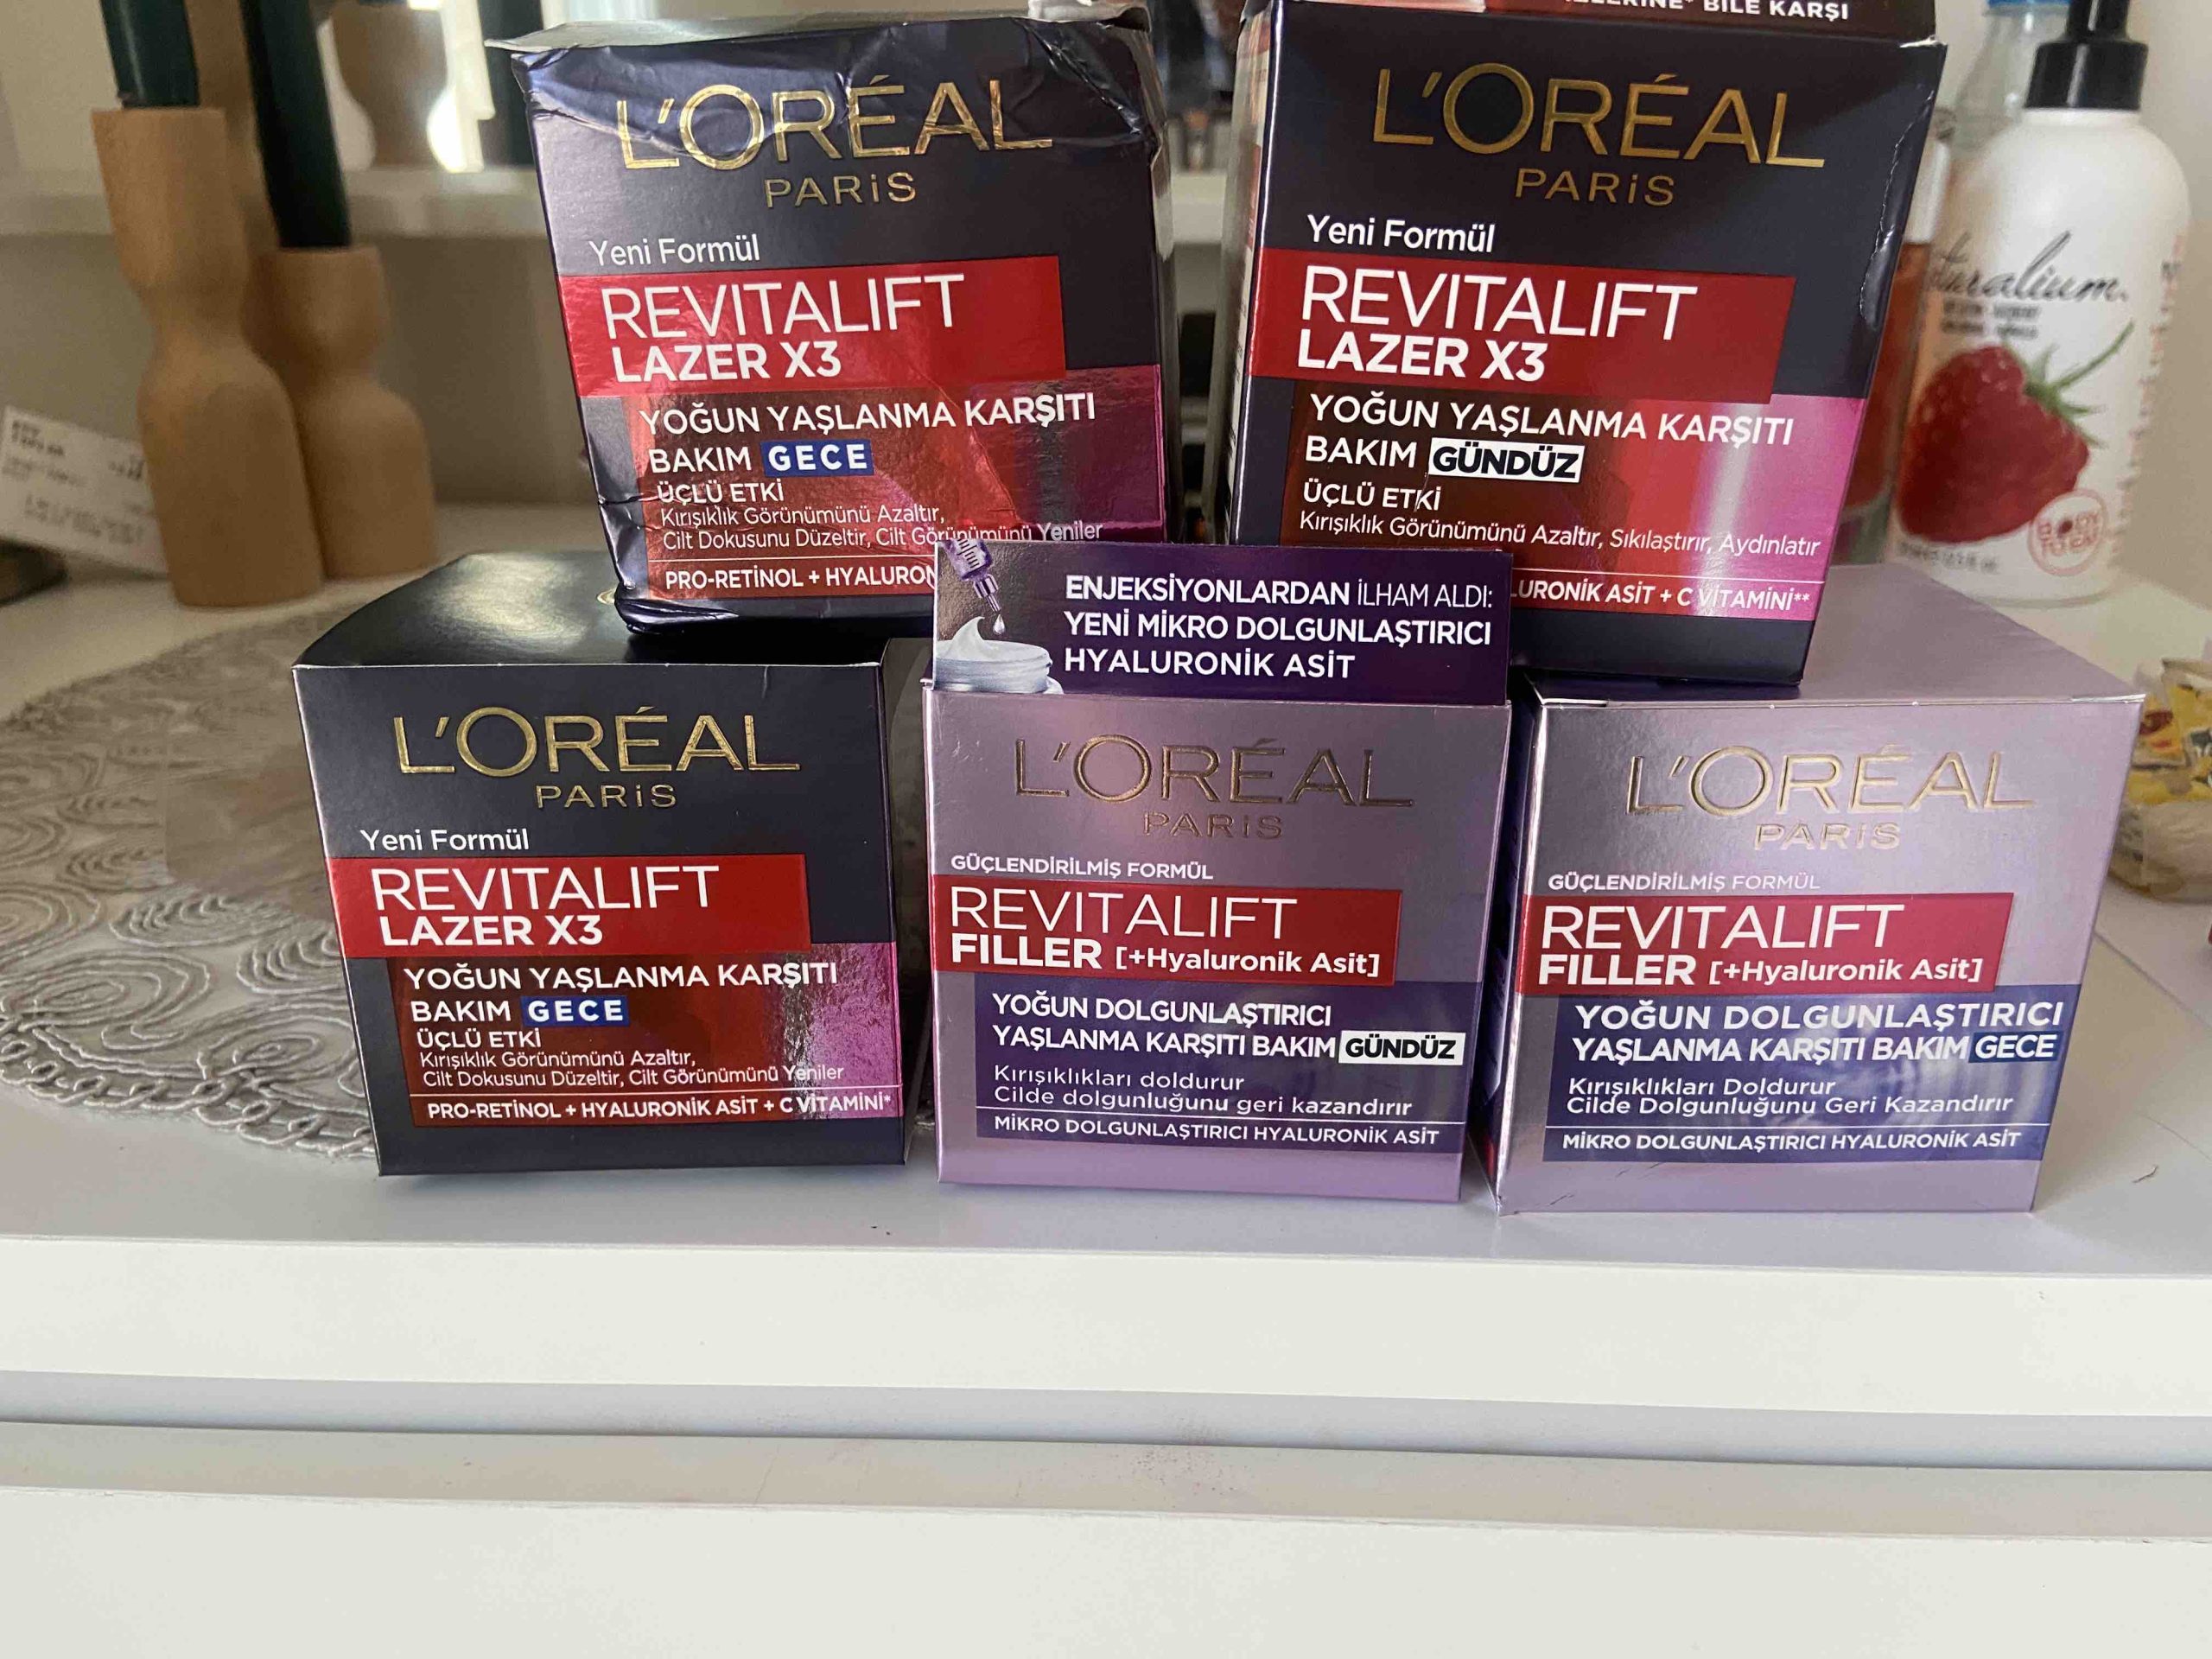 L'ORÉAL
PARiS
Yeni Formül
REVITALIFT
LAZER X3
YOĞUN YAŞLANMA KARŞITI
BAKIM GECE
ÜÇLÜ ETKİ
Kırışıklık Görünümünü Azaltır,
Cilt Dokusunu Düzeltir, Cilt Görünümünü Yeniler
PRO-RETİNOL + HYALURON
BİLE KARŞI
L'ORÉAL
PARiS
Yeni Formül
REVITALIFT
LAZER X3
YOĞUN YAŞLANMA KARŞITI
BAKIM GÜNDÜZ
ÜÇLÜ ETKİ
Kırışıklık Görünümünü Azaltır, Sıkılaştırır, Aydınlatır
LURONİK ASİT + C VİTAMİNİ**
L'ORÉAL
PARiS
Yeni Formül
REVITALIFT
LAZER X3
YOĞUN YAŞLANMA KARŞITI
BAKIM GECE
ÜÇLÜ ETKİ
Kırışıklık Görünümünü Azaltır,
Cilt Dokusunu Düzeltir, Cilt Görünümünü Yeniler
PRO-RETİNOL + HYALURONİK ASİT + C VİTAMİNİ*
ENJEKSİYONLARDAN İLHAM ALDI:
YENİ MİKRO DOLGUNLAŞTIRICI
HYALURONİK ASİT
L'ORÉAL
PARiS
GÜÇLENDİRİLMİŞ FORMÜL
REVITALIFT
FILLER [+Hyaluronik Asit]
YOĞUN DOLGUNLAŞTIRICI
YAŞLANMA KARŞITI BAKIM GÜNDÜZ
Kırışıklıkları doldurur
Cilde dolgunluğunu geri kazandırır
MİKRO DOLGUNLAŞTIRICI HYALURONİK ASİT
L'ORÉAL
PARiS
GÜÇLENDİRİLMİŞ FORMÜL
REVITALIFT
FILLER [+Hyaluronik Asit]
YOĞUN DOLGUNLAŞTIRICI
YAŞLANMA KARŞITI BAKIM GECE
Kırışıklıkları Doldurur
Cilde Dolgunluğunu Geri Kazandırır
MİKRO DOLGUNLAŞTIRICI HYALURONİK ASİT